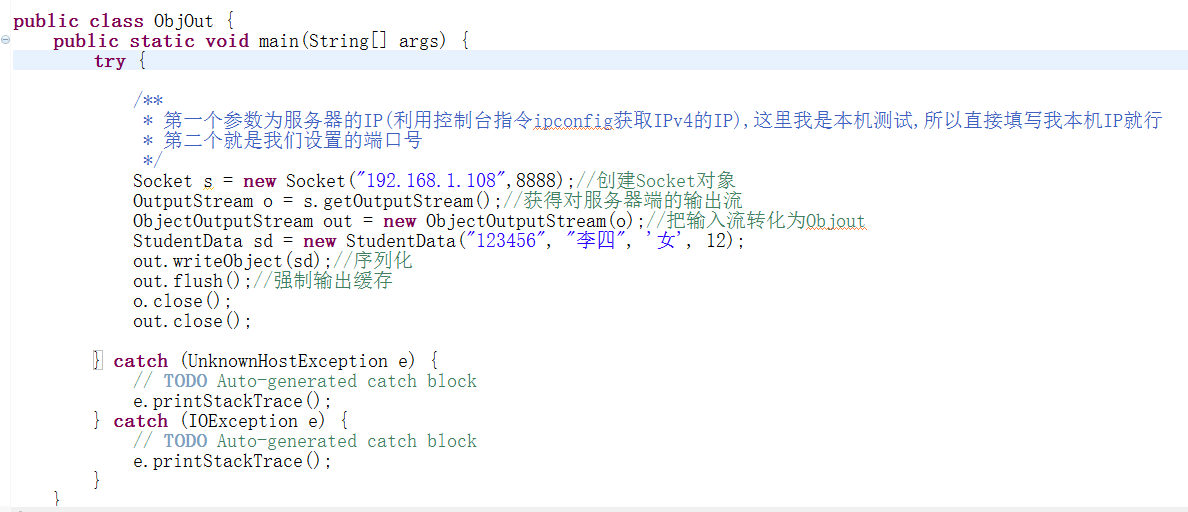 public class ObjOut {
public static void main(String[] args) {
try {
/**
* 第一个参数为服务器的IP(利用控制台指令ipconfig获取IPv4的IP),这里我是本机测试,所以直接填写我本机IP就行
* 第二个就是我们设置的端口号
*/
Socket s = new Socket("192.168.1.108",8888);//创建Socket对象
OutputStream o = s.getOutputStream();//获得对服务器端的输出流
ObjectOutputStream out = new ObjectOutputStream(o);//把输入流转化为Objout
StudentData sd = new StudentData("123456", "李四", '女', 12);
out.writeObject(sd);//序列化
out.flush();//强制输出缓存
o.close();
out.close();
} catch (UnknownHostException e) {
// TODO Auto-generated catch block
e.printStackTrace();
} catch (IOException e) {
// TODO Auto-generated catch block
e.printStackTrace();
}
}